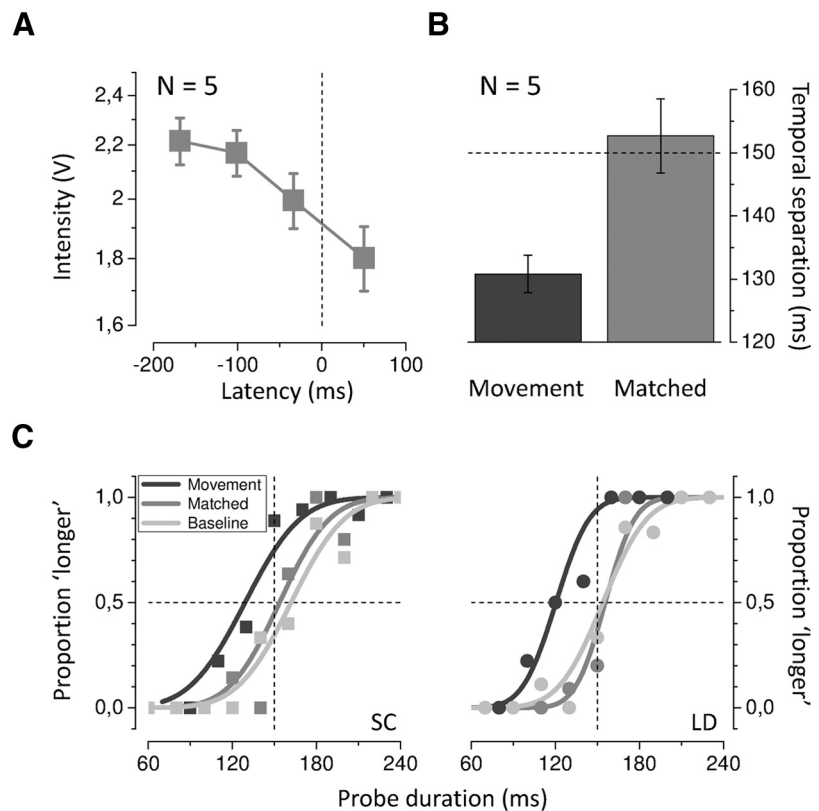 A
B
N = 5
2,4
2,2
2
1,8
1,6
Intensity (V)
-200 -100 0 100
Latency (ms)
N = 5
160
150
140
130
120
Temporal separation (ms)
Movement Matched
C
Movement
Matched
Baseline
1,0
0,5
0,0
Proportion ‘longer’
SC
60 120 180 240
LD
1,0
0,5
0,0
Proportion ‘longer’
60 120 180 240
Probe duration (ms)